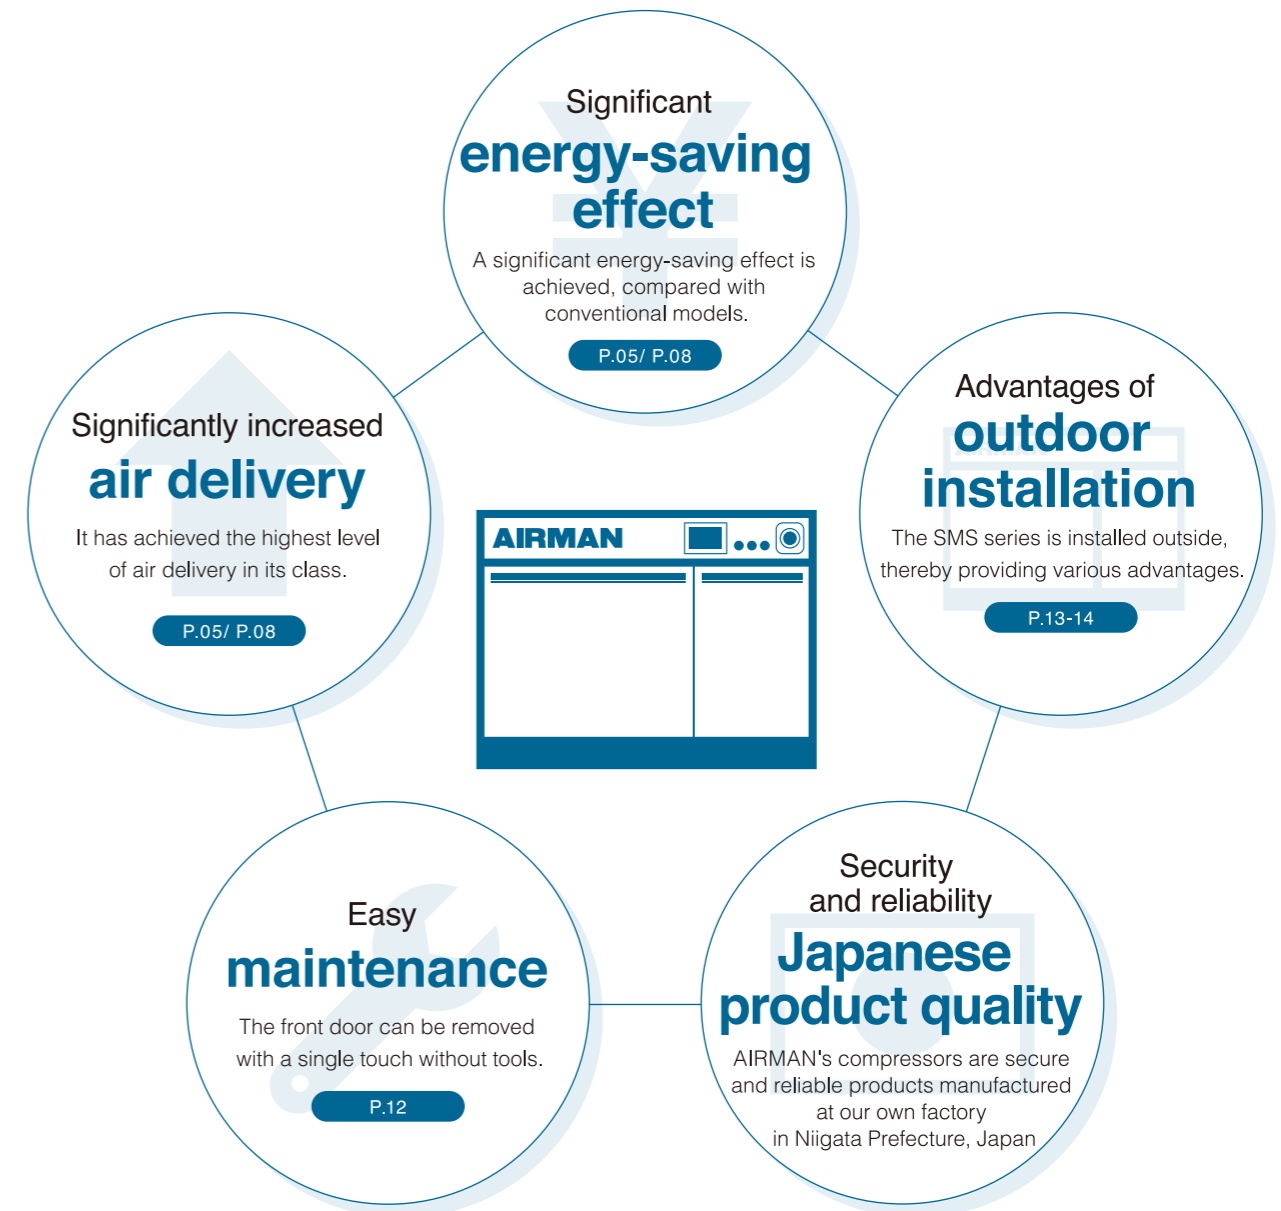 Significant
energy-saving
effect
A significant energy-saving effect is
achieved, compared with
conventional models.
P.05/ P.08
Significantly increased
air delivery
It has achieved the highest level
of air delivery in its class.
P.05/ P.08
Advantages of
outdoor
installation
The SMS series is installed outside,
thereby providing various advantages.
P.13-14
AIRMAN
AIRMAN
Easy
maintenance
The front door can be removed
with a single touch without tools.
P.12
Security
and reliability
Japanese
product quality
AIRMAN's compressors are secure
and reliable products manufactured
at our own factory
in Niigata Prefecture, Japan